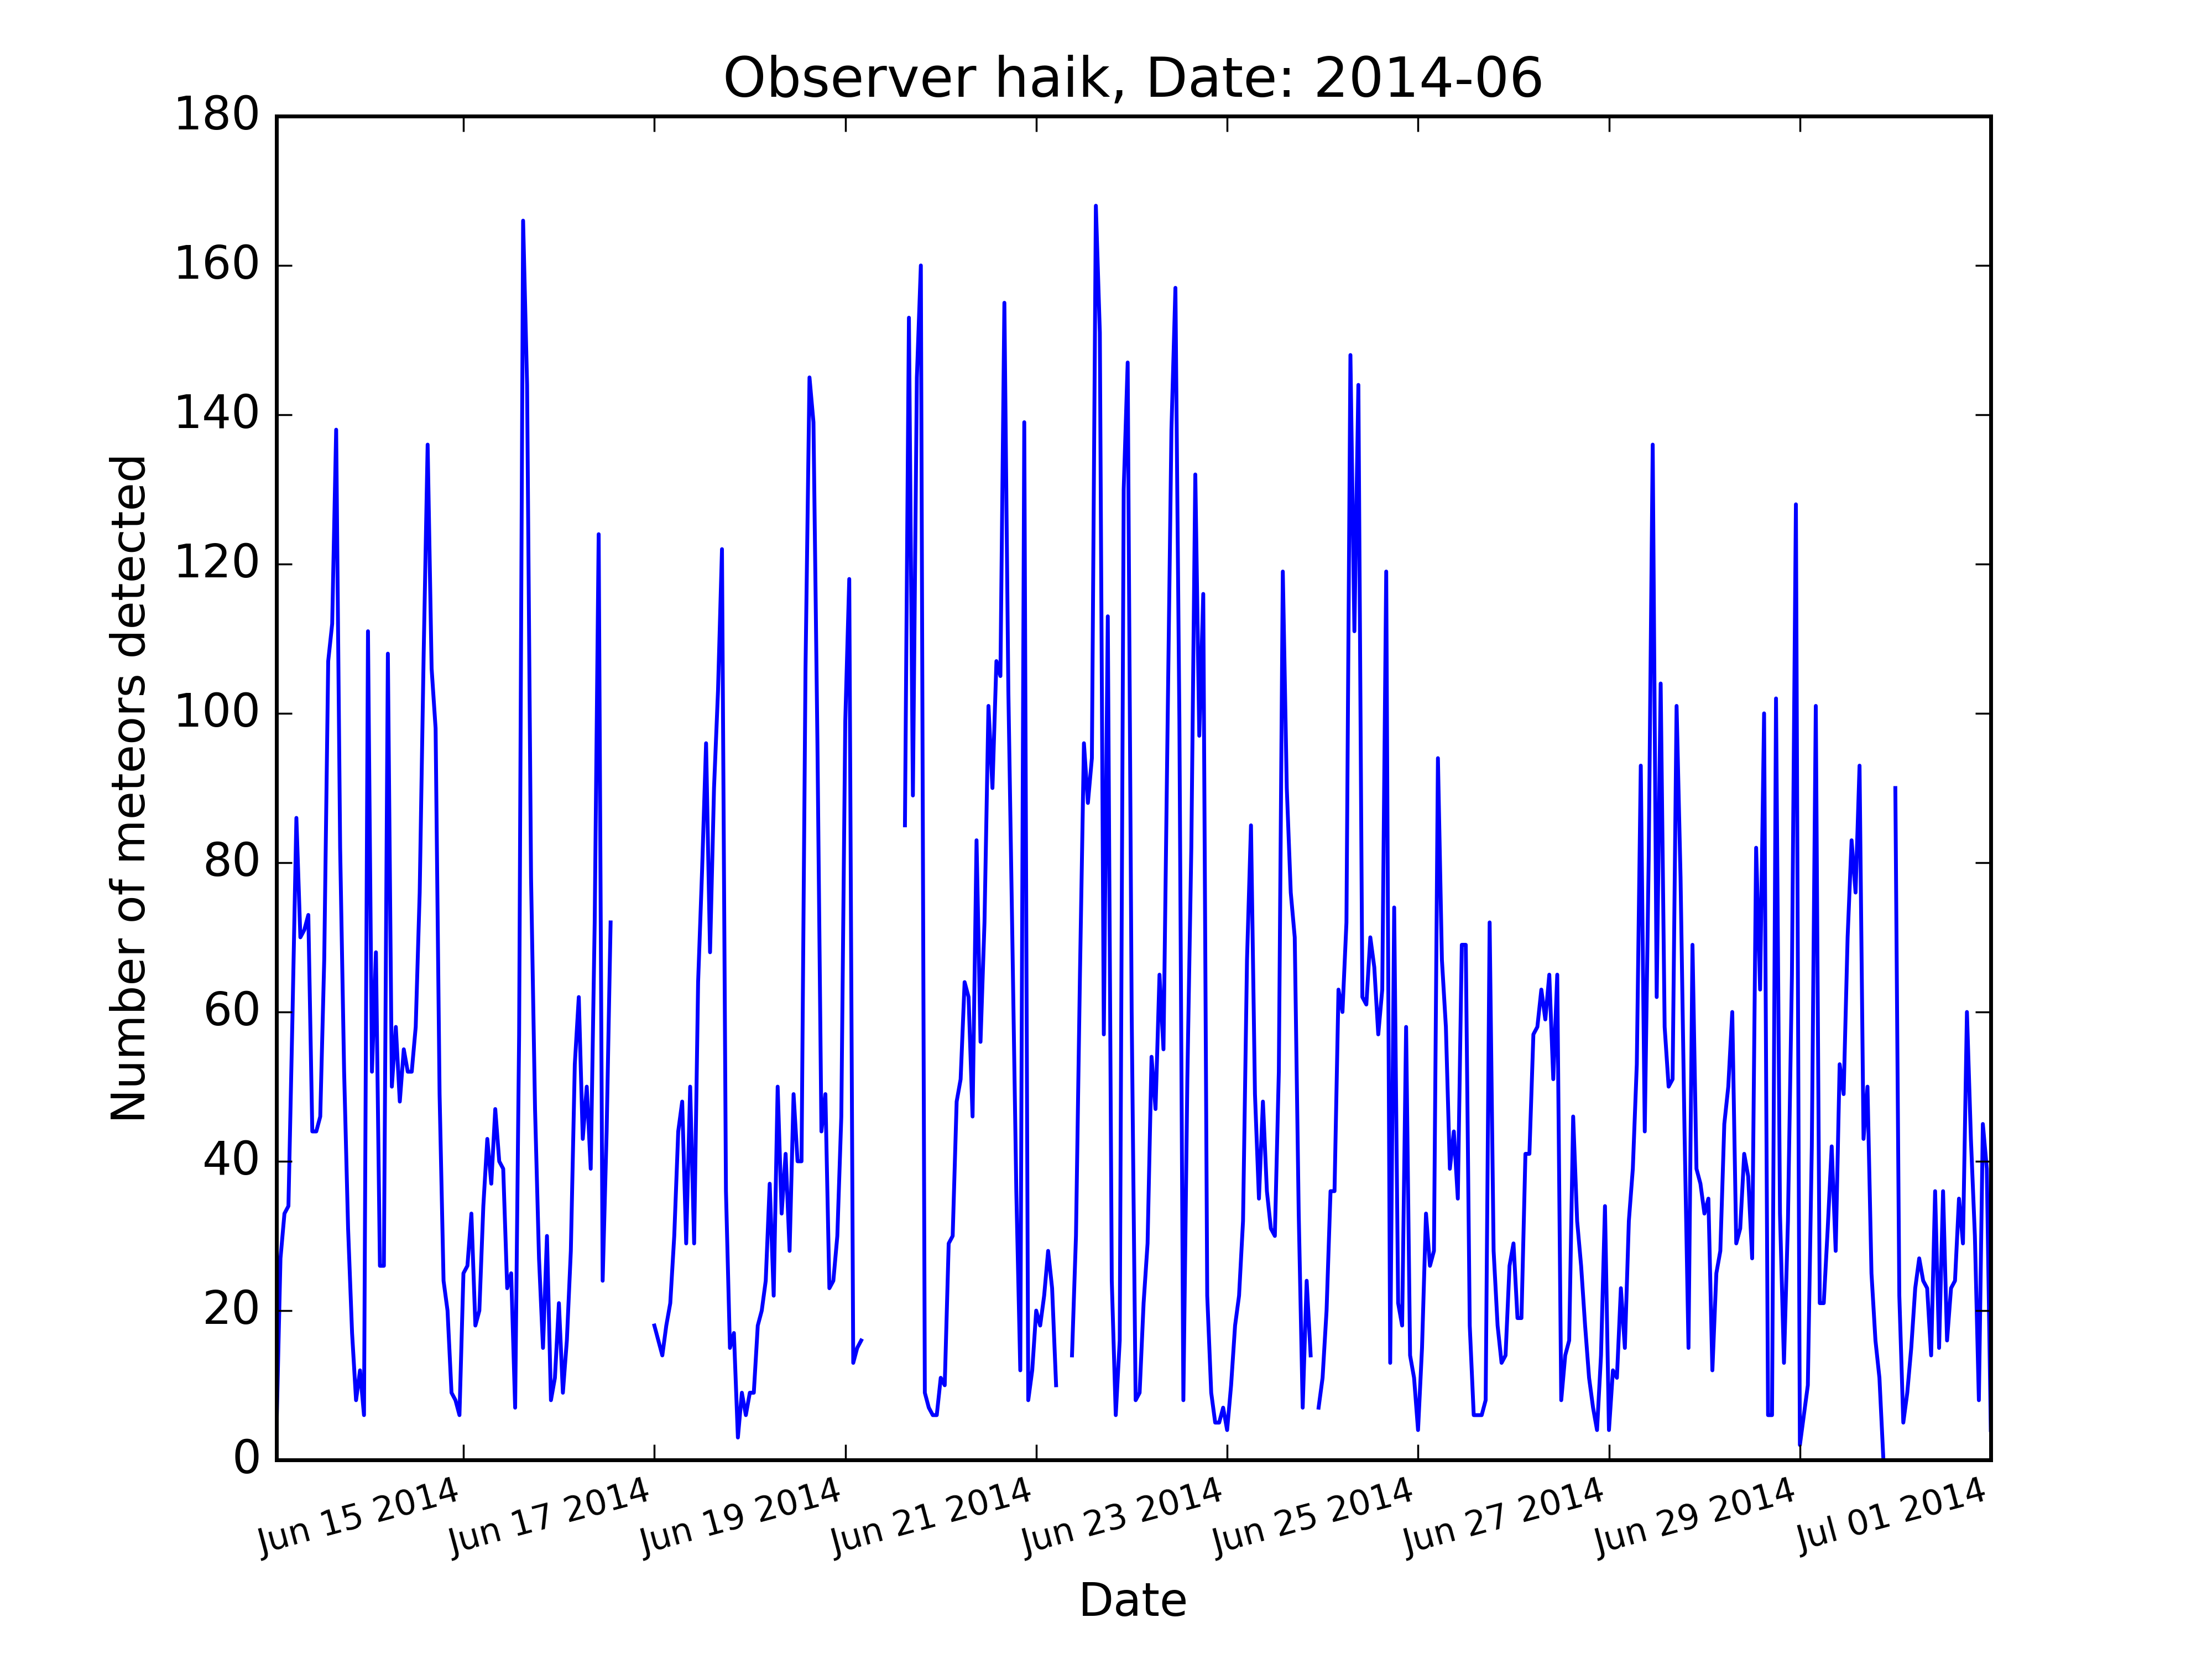 Observer haik, Date: 2014-06
180
160
140
120
100
80
60
40
20
0
Number of meteors detected
Jun 15 2014
Jun 17 2014
Jun 19 2014
Jun 21 2014
Jun 23 2014
Jun 25 2014
Jun 27 2014
Jun 29 2014
Jul 01 2014
Date